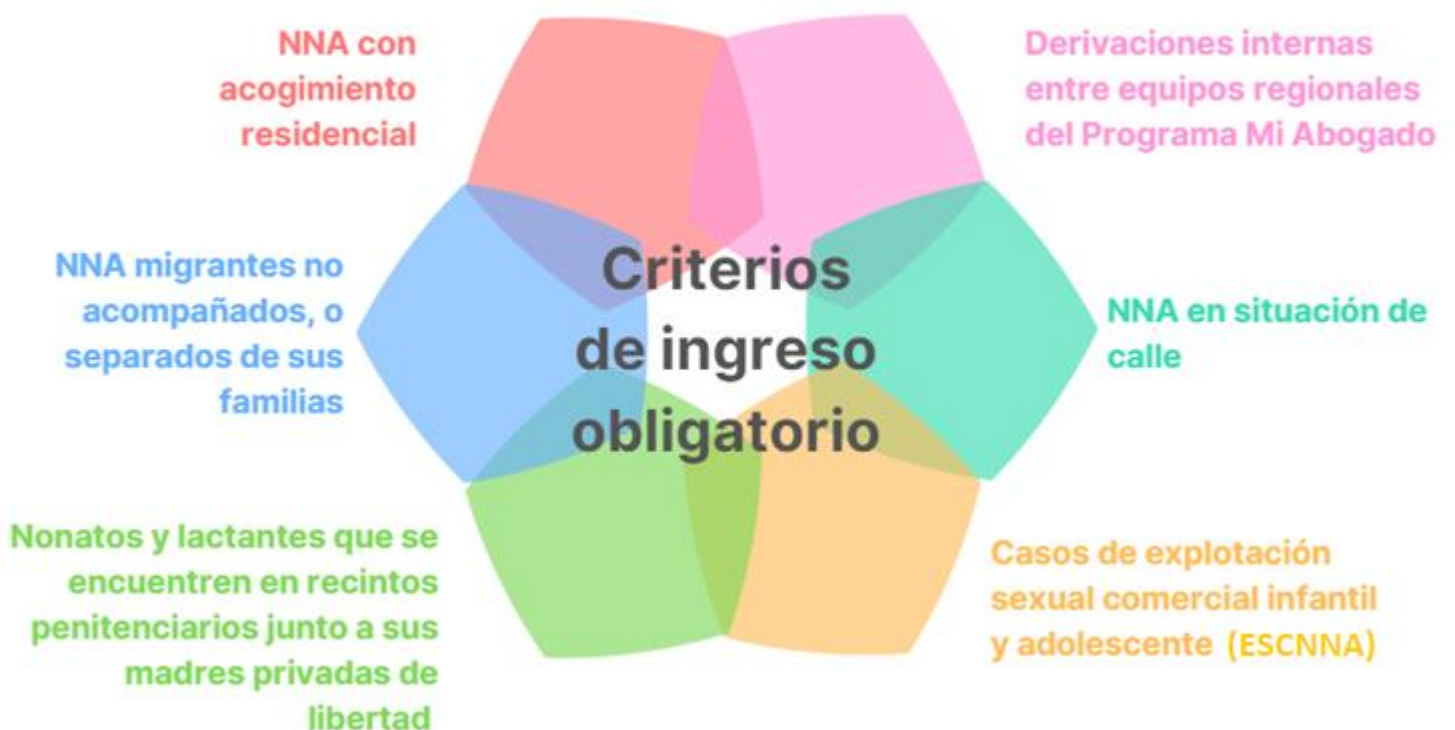 NNA con
acogimiento
residencial
Derivaciones internas
entre equipos regionales
del Programa Mi Abogado
NNA migrantes no
acompañados, o
separados de sus
familias
Criterios
de ingreso
obligatorio
NNA en situación de
calle
Nonatos y lactantes que se
encuentren en recintos
penitenciarios junto a sus
madres privadas de
libertad
Casos de explotación
sexual comercial infantil
y adolescente (ESCNNA)